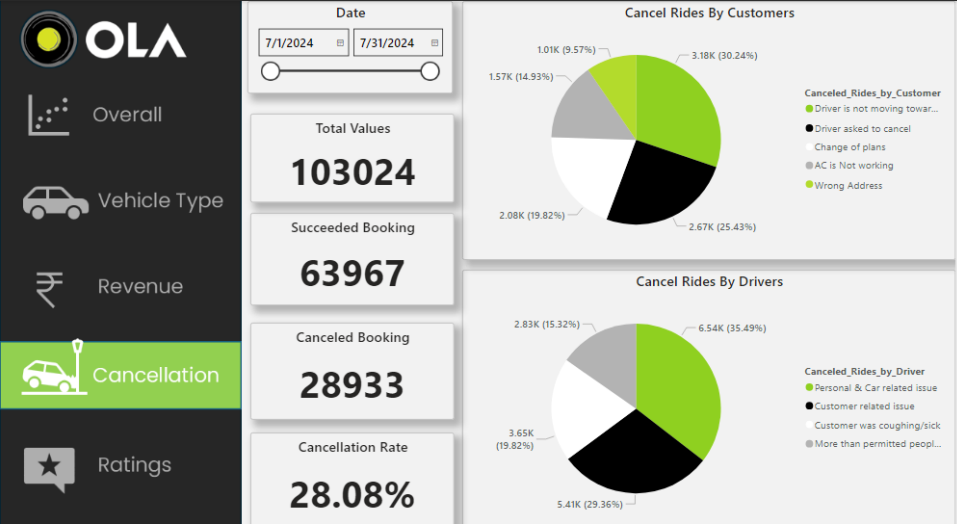 OLA
Overall
Vehicle Type
Revenue
Cancellation
Ratings
Date
7/1/2024
7/31/2024
Total Values
103024
Succeeded Booking
63967
Canceled Booking
28933
Cancellation Rate
28.08%
Cancel Rides By Customers
1.01K (9.57%)
3.18K (30.24%)
1.57K (14.93%)
2.08K (19.82%)
2.67K (25.43%)
Canceled_Rides_by_Customer
Driver is not moving towar...
Driver asked to cancel
Change of plans
AC is Not working
Wrong Address
Cancel Rides By Drivers
2.83K (15.32%)
6.54K (35.49%)
3.65K
(19.82%)
5.41K (29.36%)
Canceled_Rides_by_Driver
Personal & Car related issue
Customer related issue
Customer was coughing/sick
More than permitted peopl...